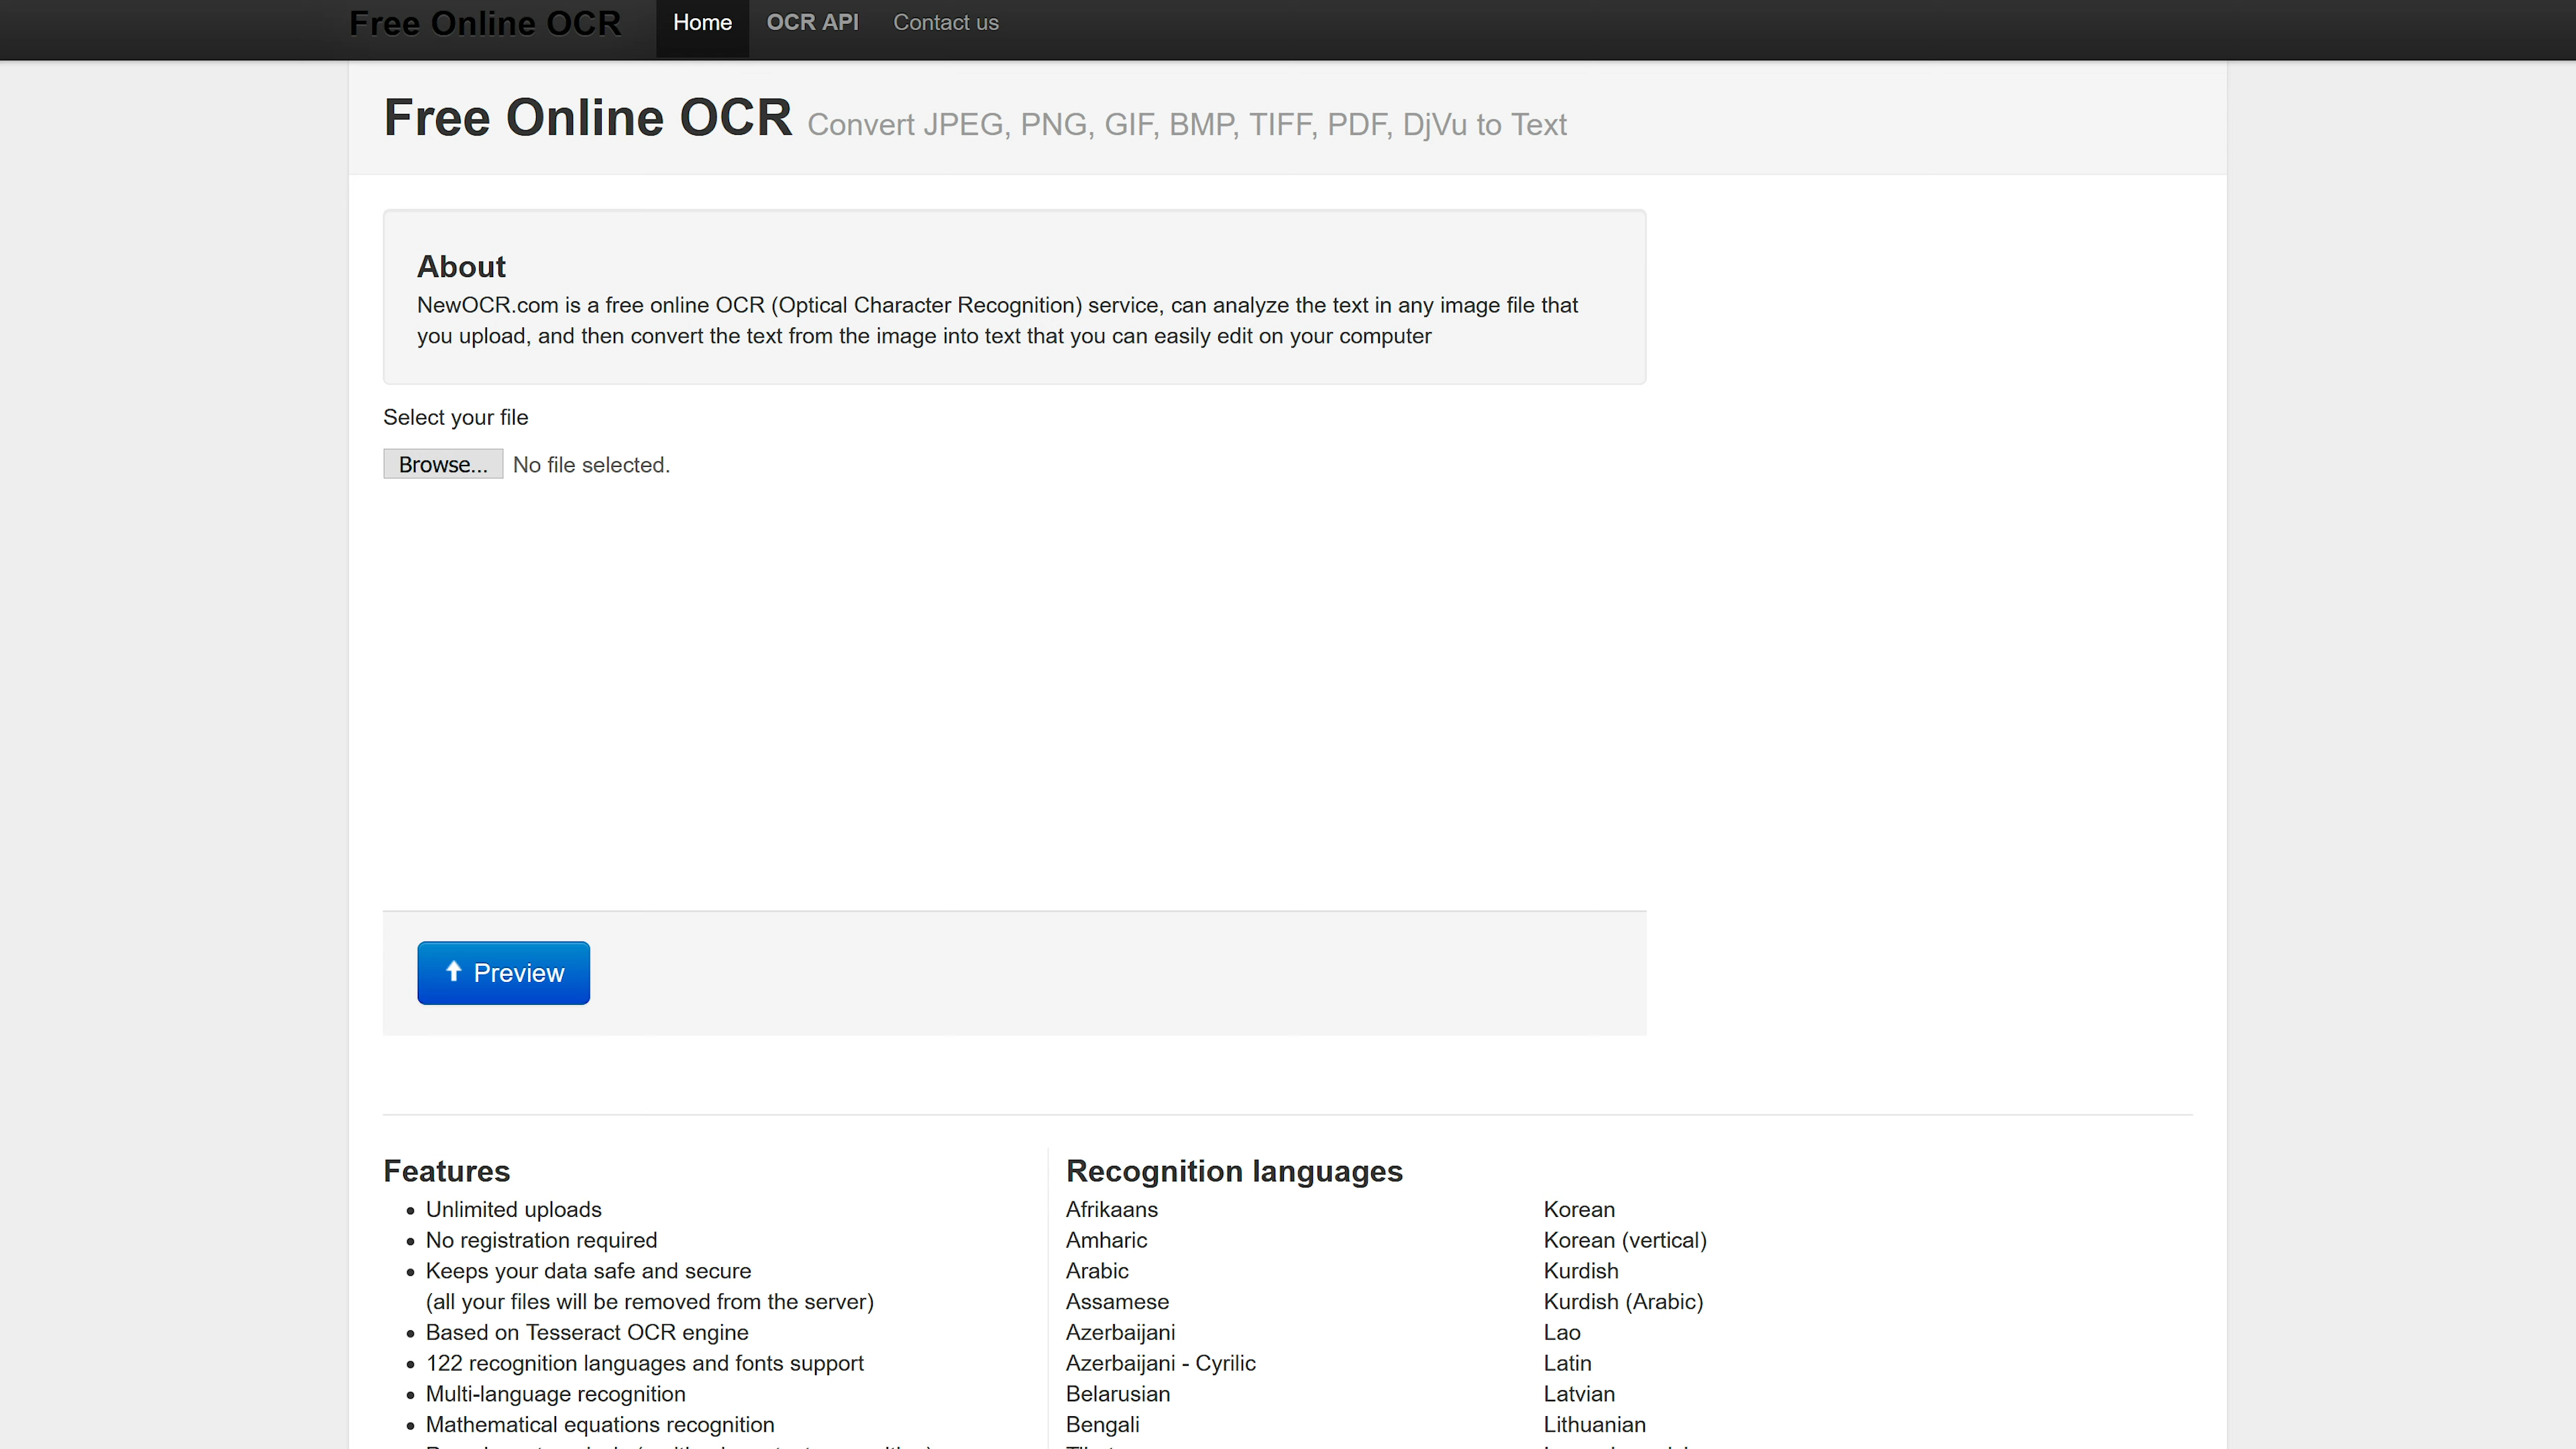 Free Online OCR Home OCR API Contact us
Free Online OCR Convert JPEG, PNG, GIF, BMP, TIFF, PDF, DjVu to Text
About
NewOCR.com is a free online OCR (Optical Character Recognition) service, can analyze the text in any image file that
you upload, and then convert the text from the image into text that you can easily edit on your computer
Select your file
Browse... No file selected.
Preview
Features
Unlimited uploads
No registration required
Keeps your data safe and secure
(all your files will be removed from the server)
Based on Tesseract OCR engine
122 recognition languages and fonts support
Multi-language recognition
Mathematical equations recognition
Recognition languages
Afrikaans
Amharic
Arabic
Assamese
Azerbaijani
Azerbaijani - Cyrilic
Belarusian
Bengali
Korean
Korean (vertical)
Kurdish
Kurdish (Arabic)
Lao
Latin
Latvian
Lithuanian